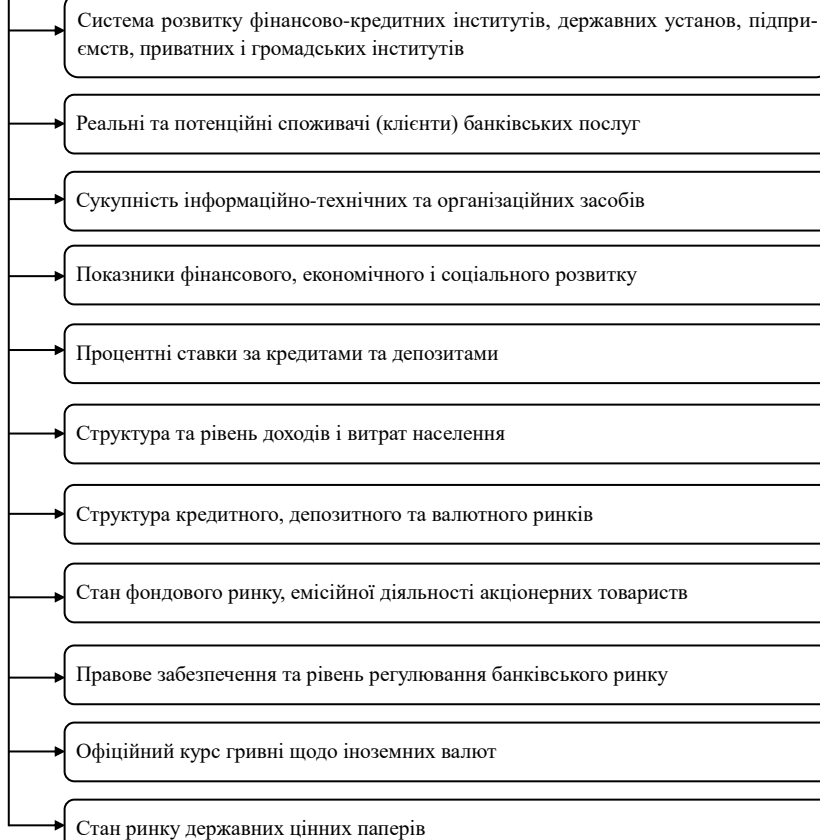 Система розвитку фінансово-кредитних інститутів, державних установ, підпри-
ємств, приватних і громадських інститутів
Реальні та потенційні споживачі (клієнти) банківських послуг
Сукупність інформаційно-технічних та організаційних засобів
Показники фінансового, економічного і соціального розвитку
Процентні ставки за кредитами та депозитами
Структура та рівень доходів і витрат населення
Структура кредитного, депозитного та валютного ринків
Стан фондового ринку, емісійної діяльності акціонерних товариств
Правове забезпечення та рівень регулювання банківського ринку
Офіційний курс гривні щодо іноземних валют
Стан ринку державних цінних паперів